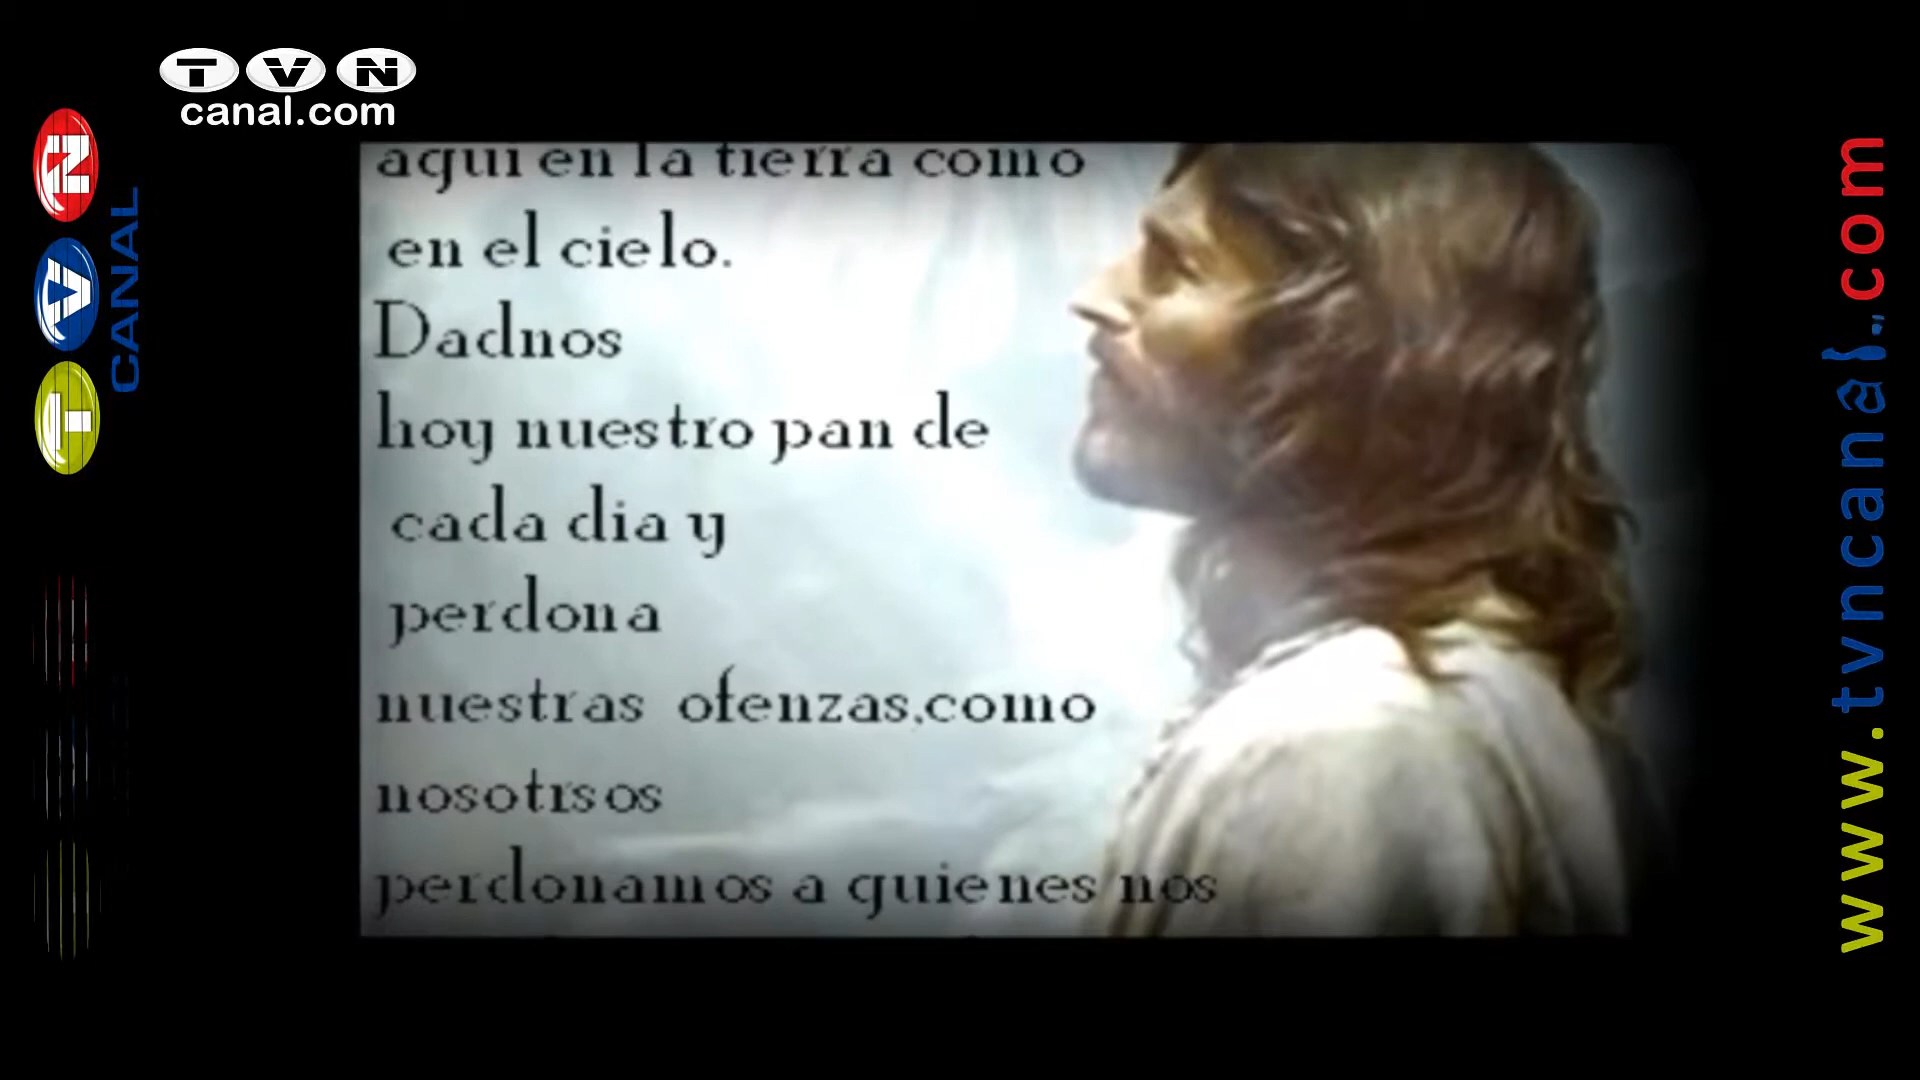 TVN
canal.com
TVN
CANAL
aqui en la tierra como
en el cielo.
Dadnos
hoy nuestro pan de
cada dia y
perdona
nuestras ofenzas,como
nosotrsos
perdonamos a quienes nos
www.tvncanal.com